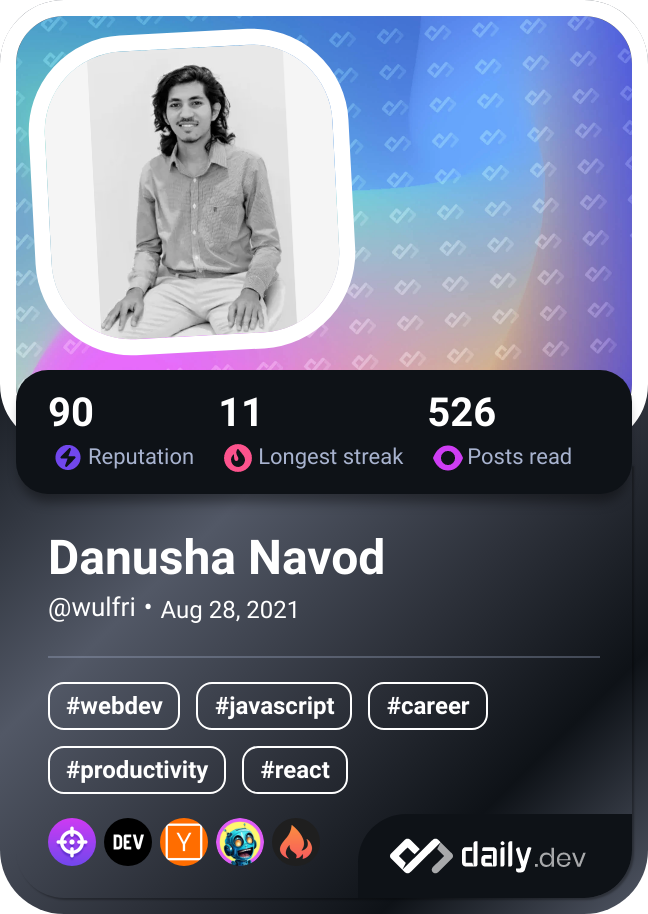 90 11 526
Reputation Longest streak Posts read
Danusha Navod
@wulfri • Aug 28, 2021
#webdev #javascript #career
#productivity #react
DEV Y daily.dev